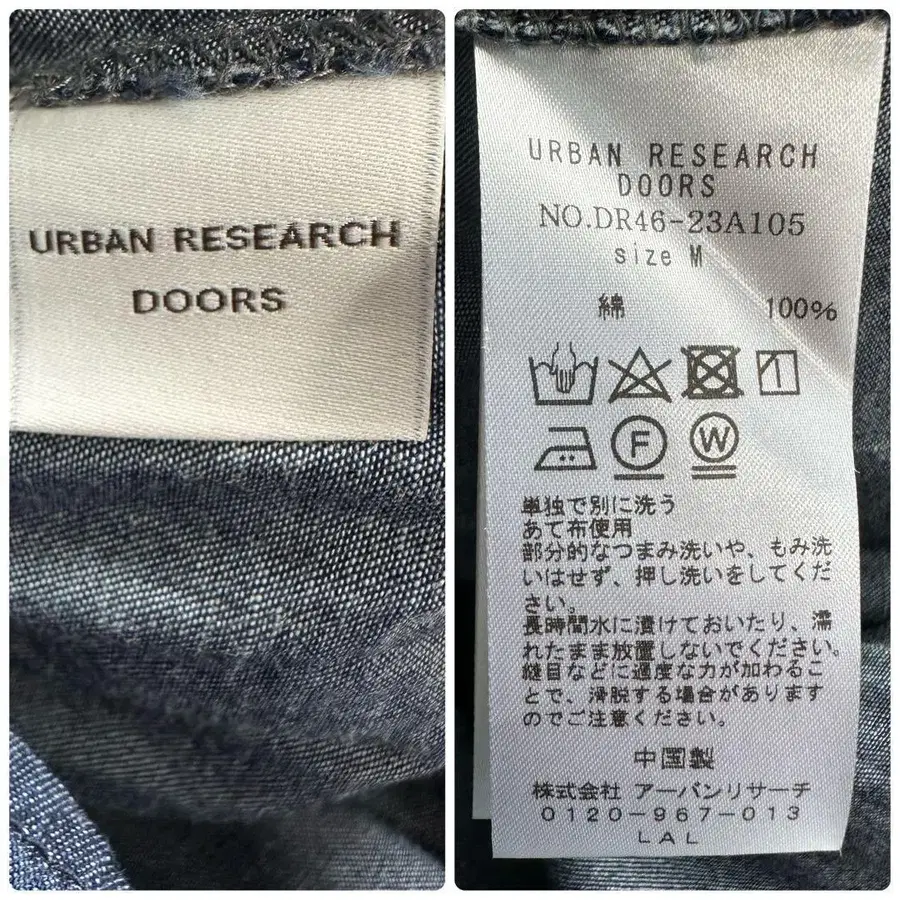 URBAN RESEARCH
DOORS
URBAN RESEARCH
DOORS
NO.DR46-23A105
size M
綿 100%
F W
単独で別に洗う
あて布使用
部分的なつまみ洗いや、もみ洗
いはせず、押し洗いをしてくだ
さい。
長時間水に漬けておいたり、濡
れたまま放置しないでください。
縫目などに過度な力が加わるこ
とで、滑脱する場合があります
のでご注意ください。
中国製
株式会社 アーバンリサーチ
0120-967-013
LAL